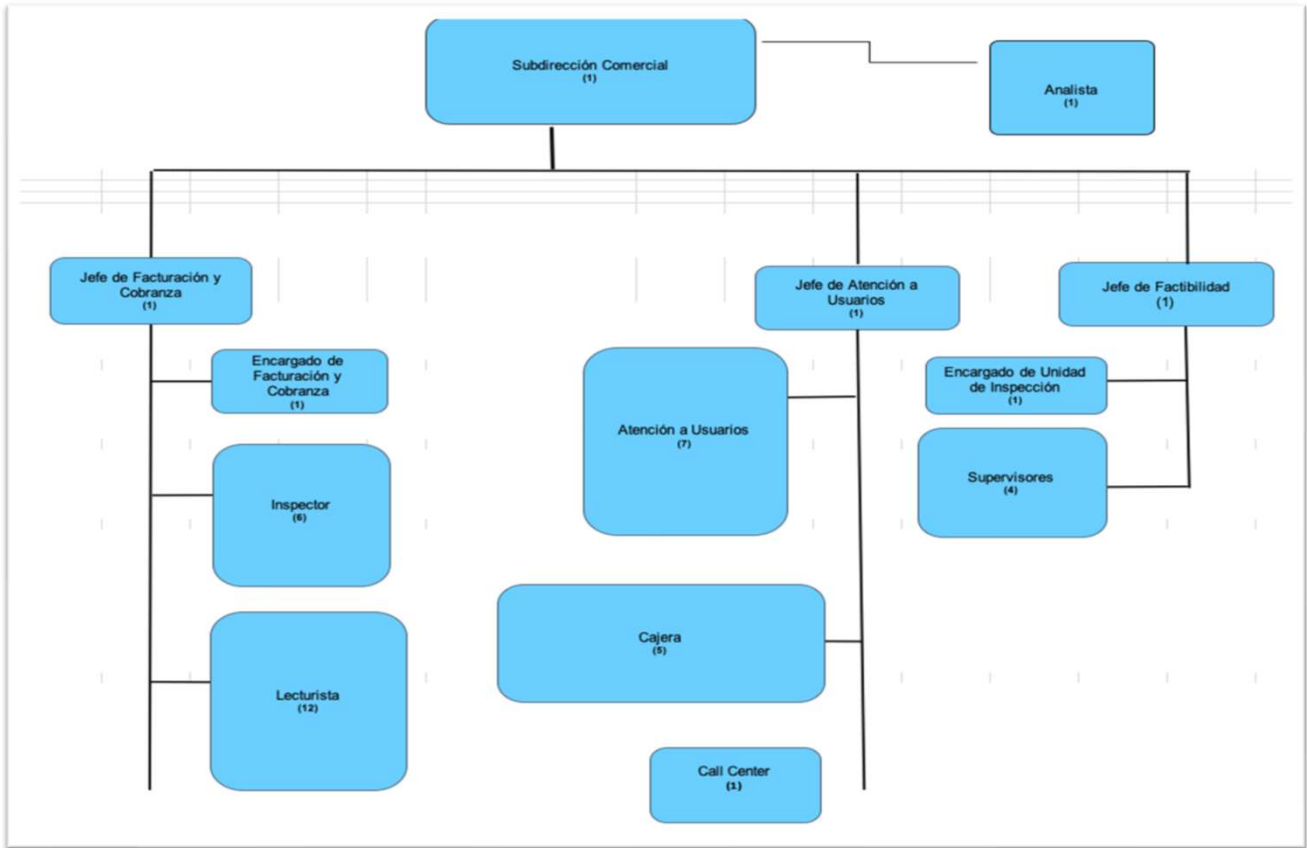 Subdirección Comercial
(1)
Analista
(1)
Jefe de Facturación y
Cobranza
(1)
Jefe de Atención a
Usuarios
(1)
Jefe de Factibilidad
(1)
Encargado de
Facturación y
Cobranza
(1)
Inspector
(6)
Lecturista
(12)
Atención a Usuarios
(7)
Cajera
(5)
Call Center
(1)
Encargado de Unidad
de Inspección
(1)
Supervisores
(4)